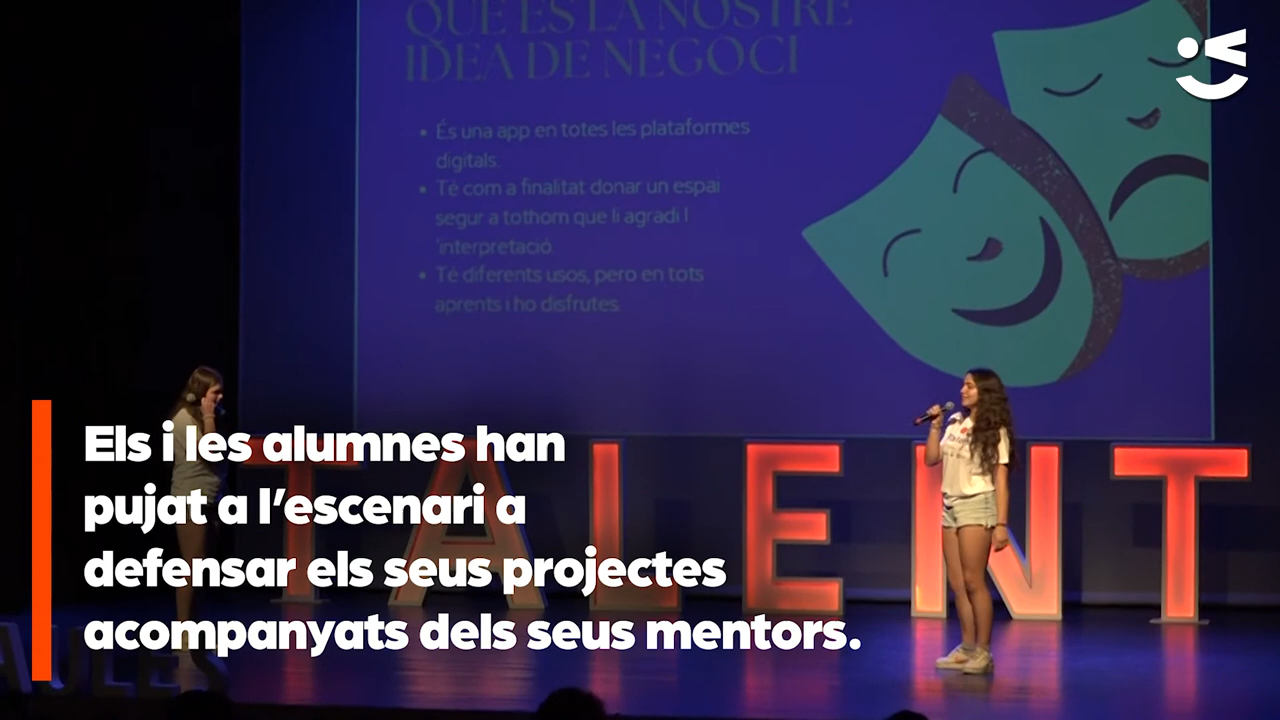 QUÈ ÉS LA NOSTRE
IDEA DE NEGOCI
• És una app en totes les plataformes
digitals.
• Té com a finalitat donar un espai
segur a tothom que li agradi l
'interpretació.
• Té diferents usos, pero en tots
aprents i ho disfrutes.
TALENT
Els i les alumnes han
pujat a l’escenari a
defensar els seus projectes
acompanyats dels seus mentors.
AULES